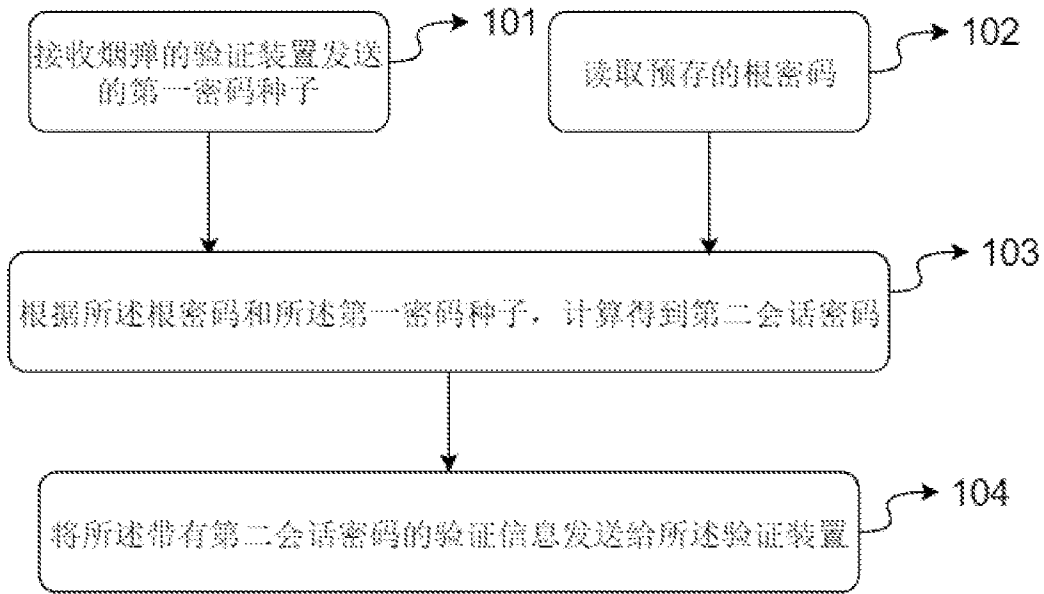 101
接收烟弹的验证装置发送
的第一密码种子
102
读取预存的根密码
103
根据所述根密码和所述第一密码种子，计算得到第二会话密码
104
将所述带有第二会话密码的验证信息发送给所述验证装置